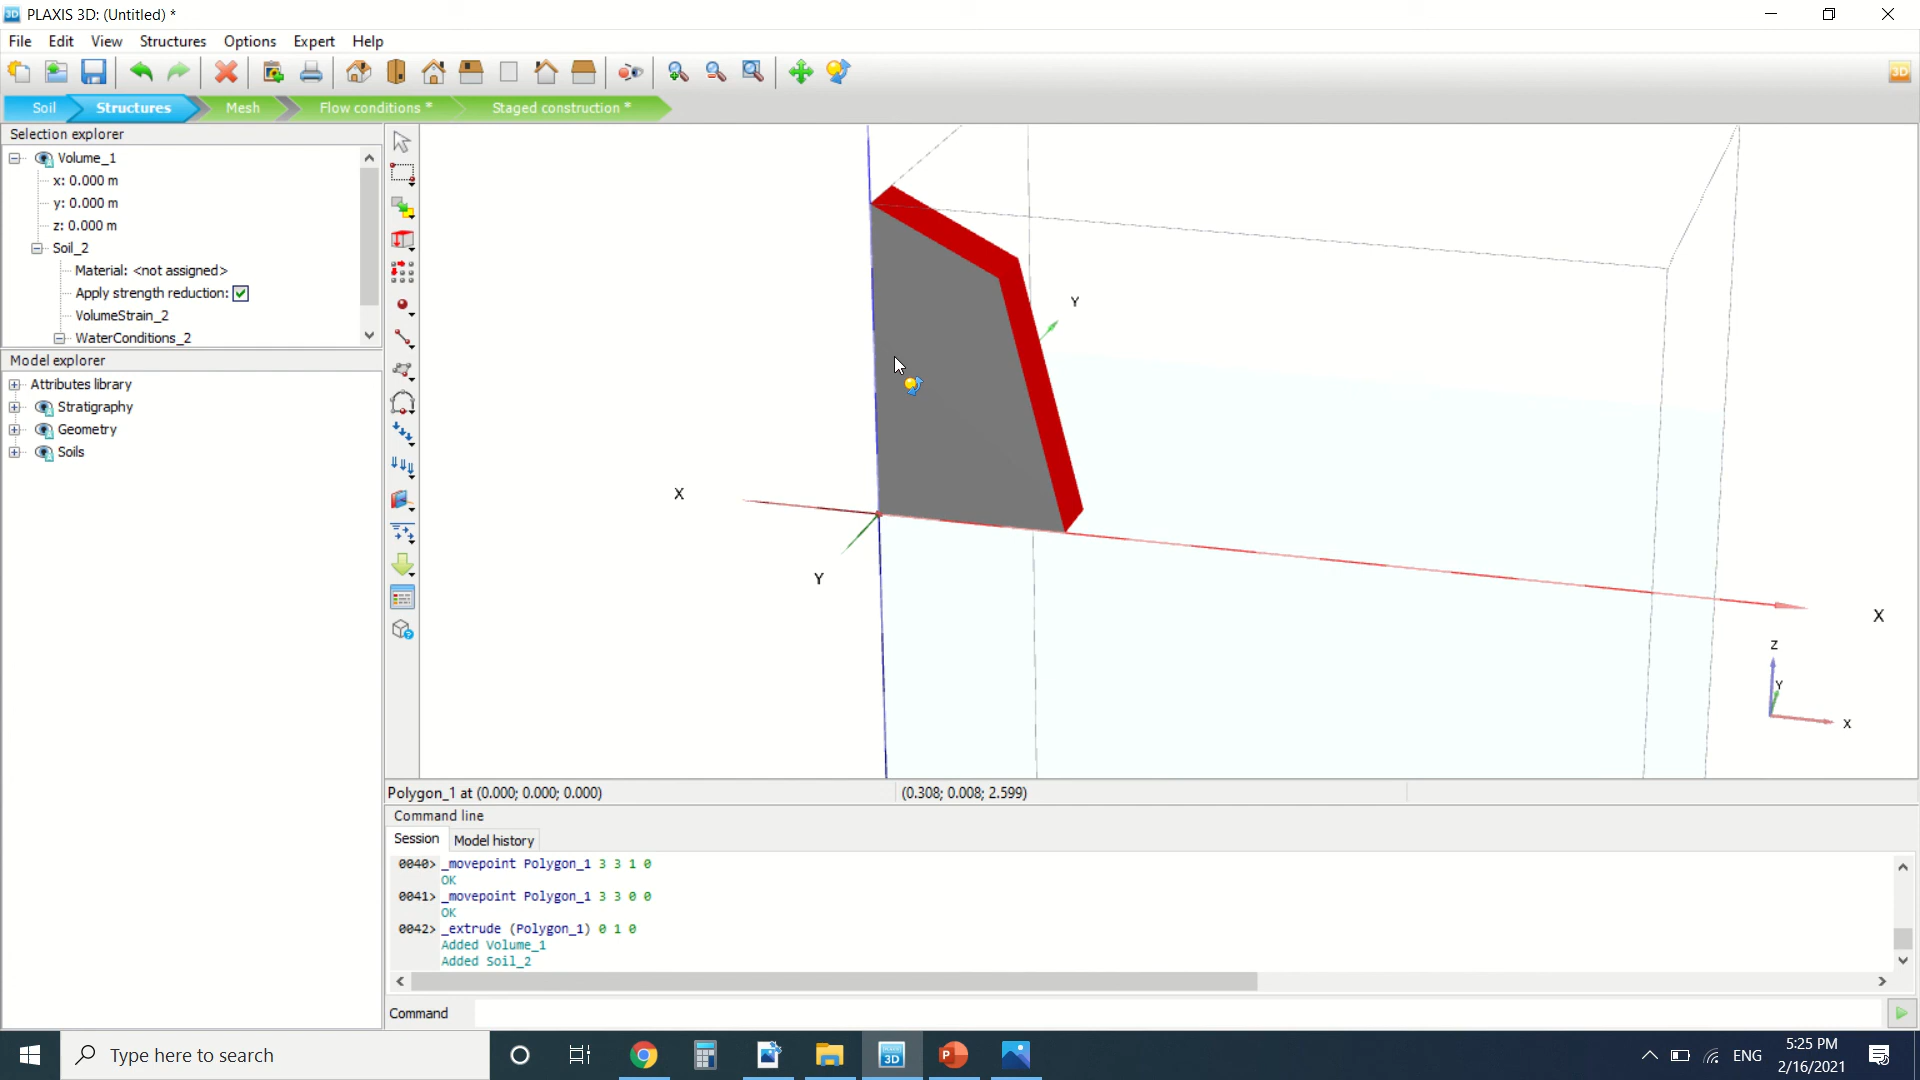 PLAXIS 3D: (Untitled) *
File Edit View Structures Options Expert Help
3D
Soil Structures Mesh Flow conditions * Staged construction *
Selection explorer
Volume_1
x: 0.000 m
y: 0.000 m
z: 0.000 m
Soil_2
Material: <not assigned>
Apply strength reduction:
VolumeStrain_2
WaterConditions_2
Model explorer
Attributes library
Stratigraphy
Geometry
Soils
Y
X
Y
X
Z
Y
X
Polygon_1 at (0.000; 0.000; 0.000) (0.308; 0.008; 2.599)
Command line
Session Model history
0040> _movepoint Polygon_1 3 3 1 0
OK
0041> _movepoint Polygon_1 3 3 0 0
OK
0042> _extrude (Polygon_1) 0 1 0
Added Volume_1
Added Soil_2
Command
Type here to search
3D
P
ENG
5:25 PM
2/16/2021